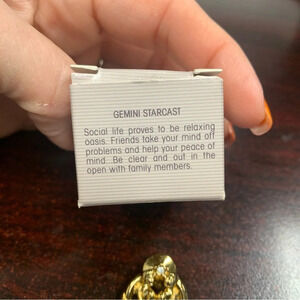 GEMINI STARCAST
Social life proves to be relaxing
oasis. Friends take your mind off
problems and help your peace of
mind. Be clear and out in the
open with family members.